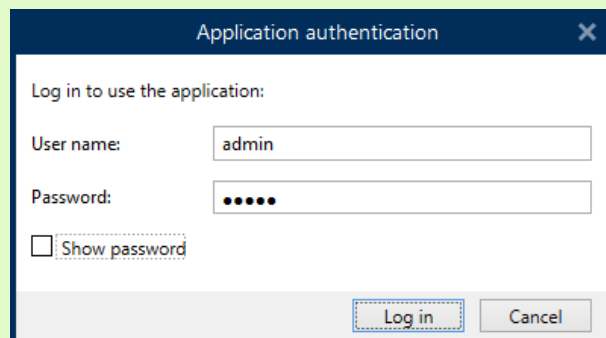 Application authentication
Log in to use the application:
User name: admin
Password: •••••
Show password
Log in Cancel